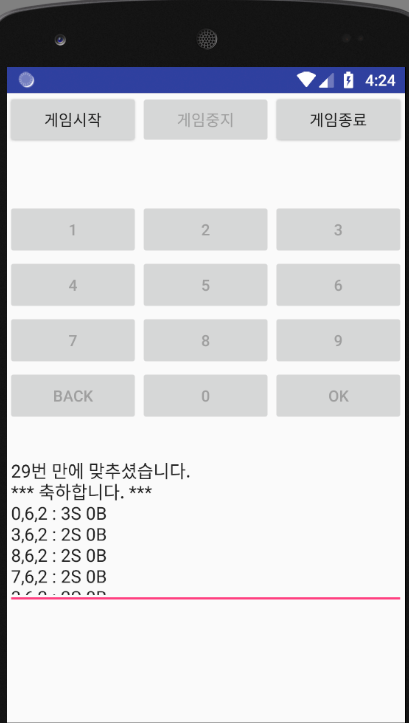 4:24
게임시작 게임중지 게임종료
1 2 3
4 5 6
7 8 9
BACK 0 OK
29번 만에 맞추셨습니다.
*** 축하합니다. ***
0,6,2 : 3S 0B
3,6,2 : 2S 0B
8,6,2 : 2S 0B
7,6,2 : 2S 0B